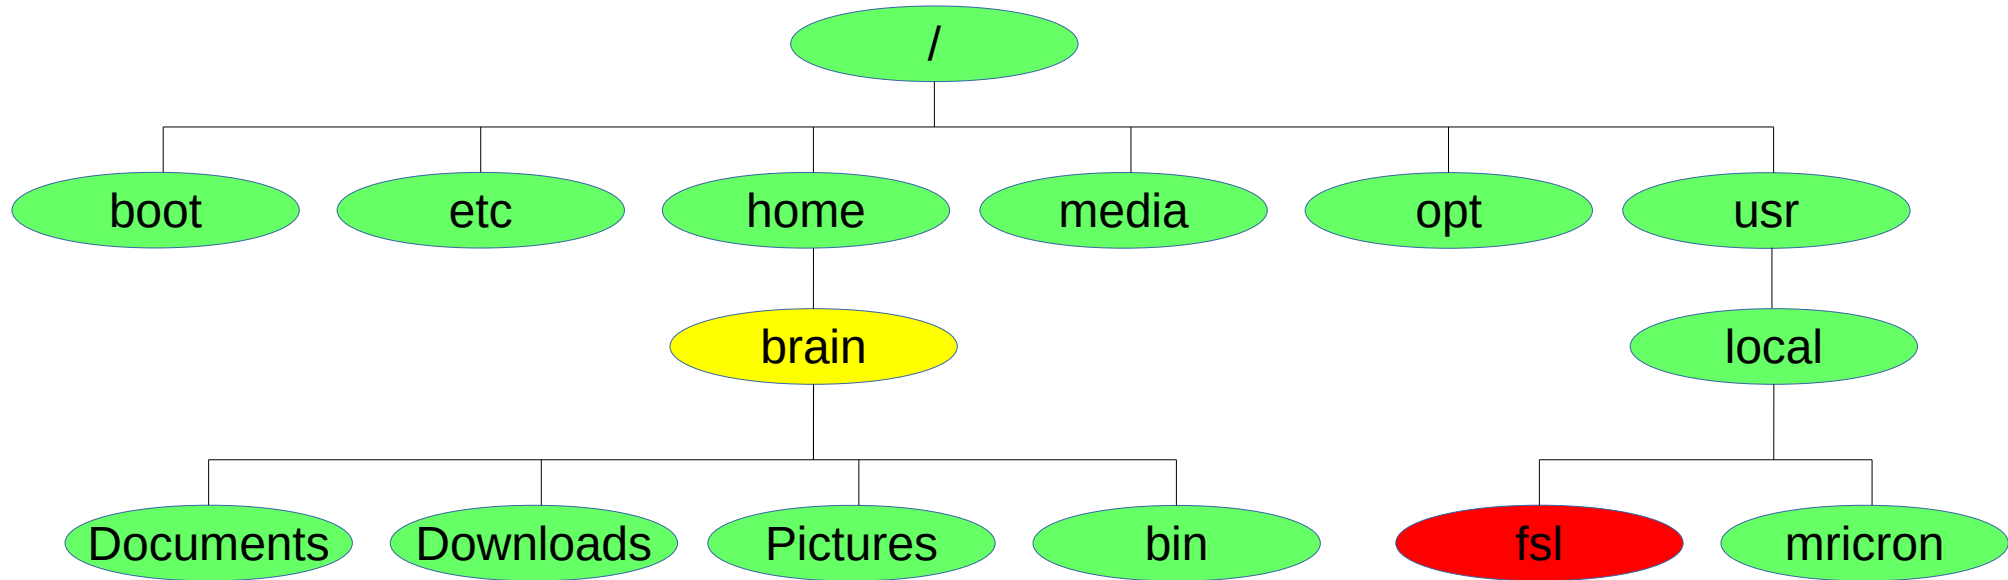 /
boot etc home media opt usr
brain local
Documents Downloads Pictures bin fsl mricron